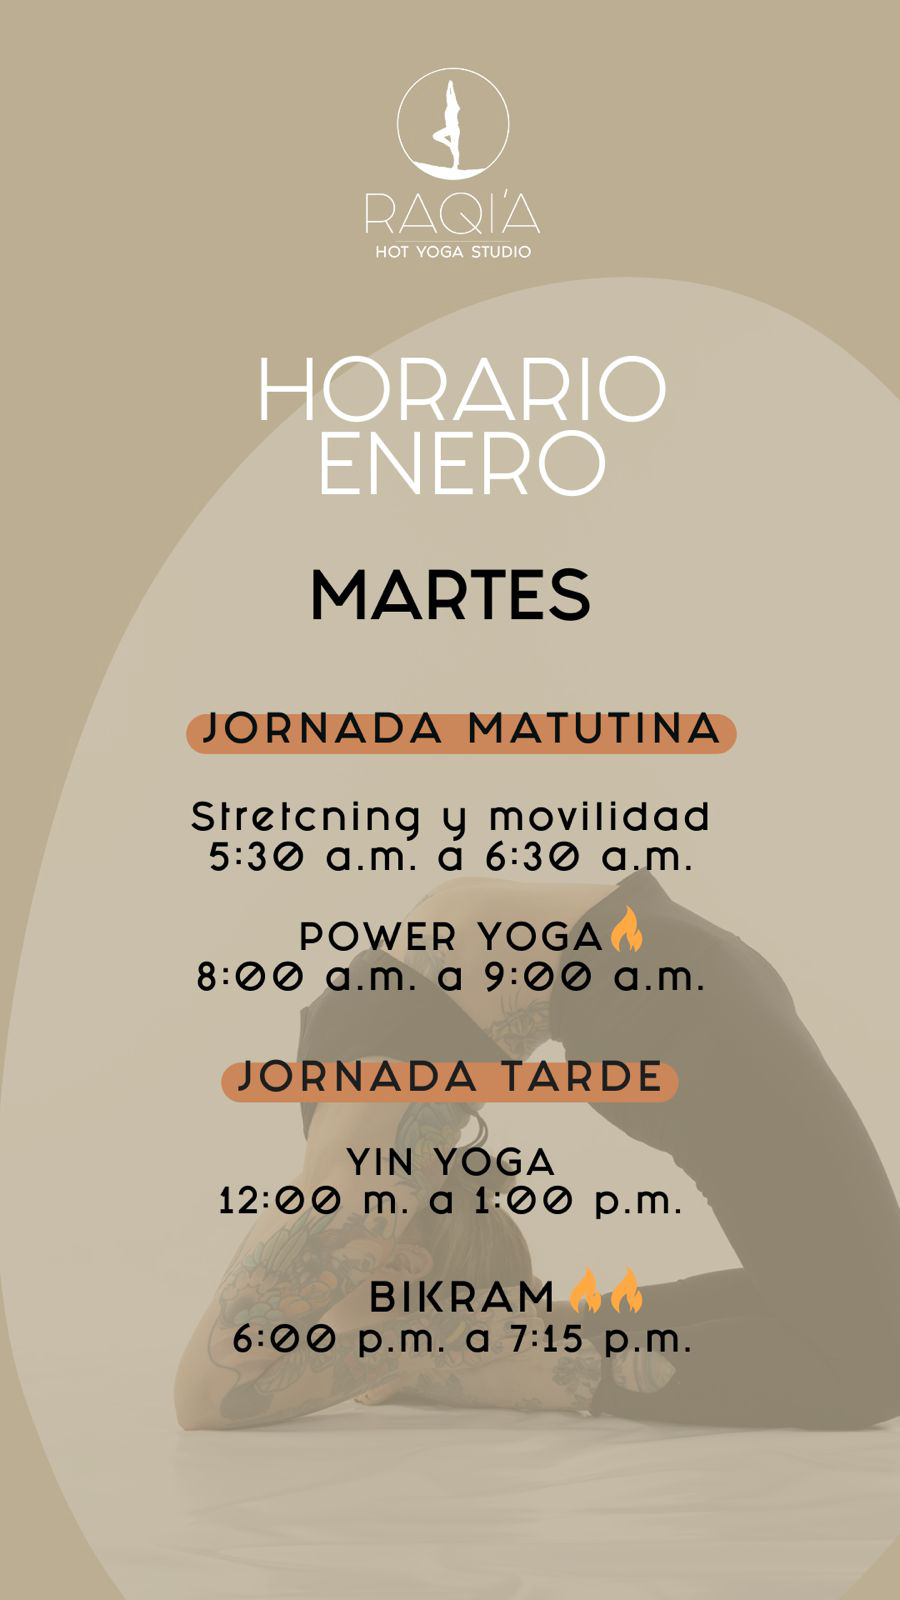 RAQI'A
HOT YOGA STUDIO
HORARIO
ENERO
MARTES
JORNADA MATUTINA
Stretcning y movilidad
5:30 a.m. a 6:30 a.m.
POWER YOGA🔥
8:00 a.m. a 9:00 a.m.
JORNADA TARDE
YIN YOGA
12:00 m. a 1:00 p.m.
BIKRAM 🔥🔥
6:00 p.m. a 7:15 p.m.